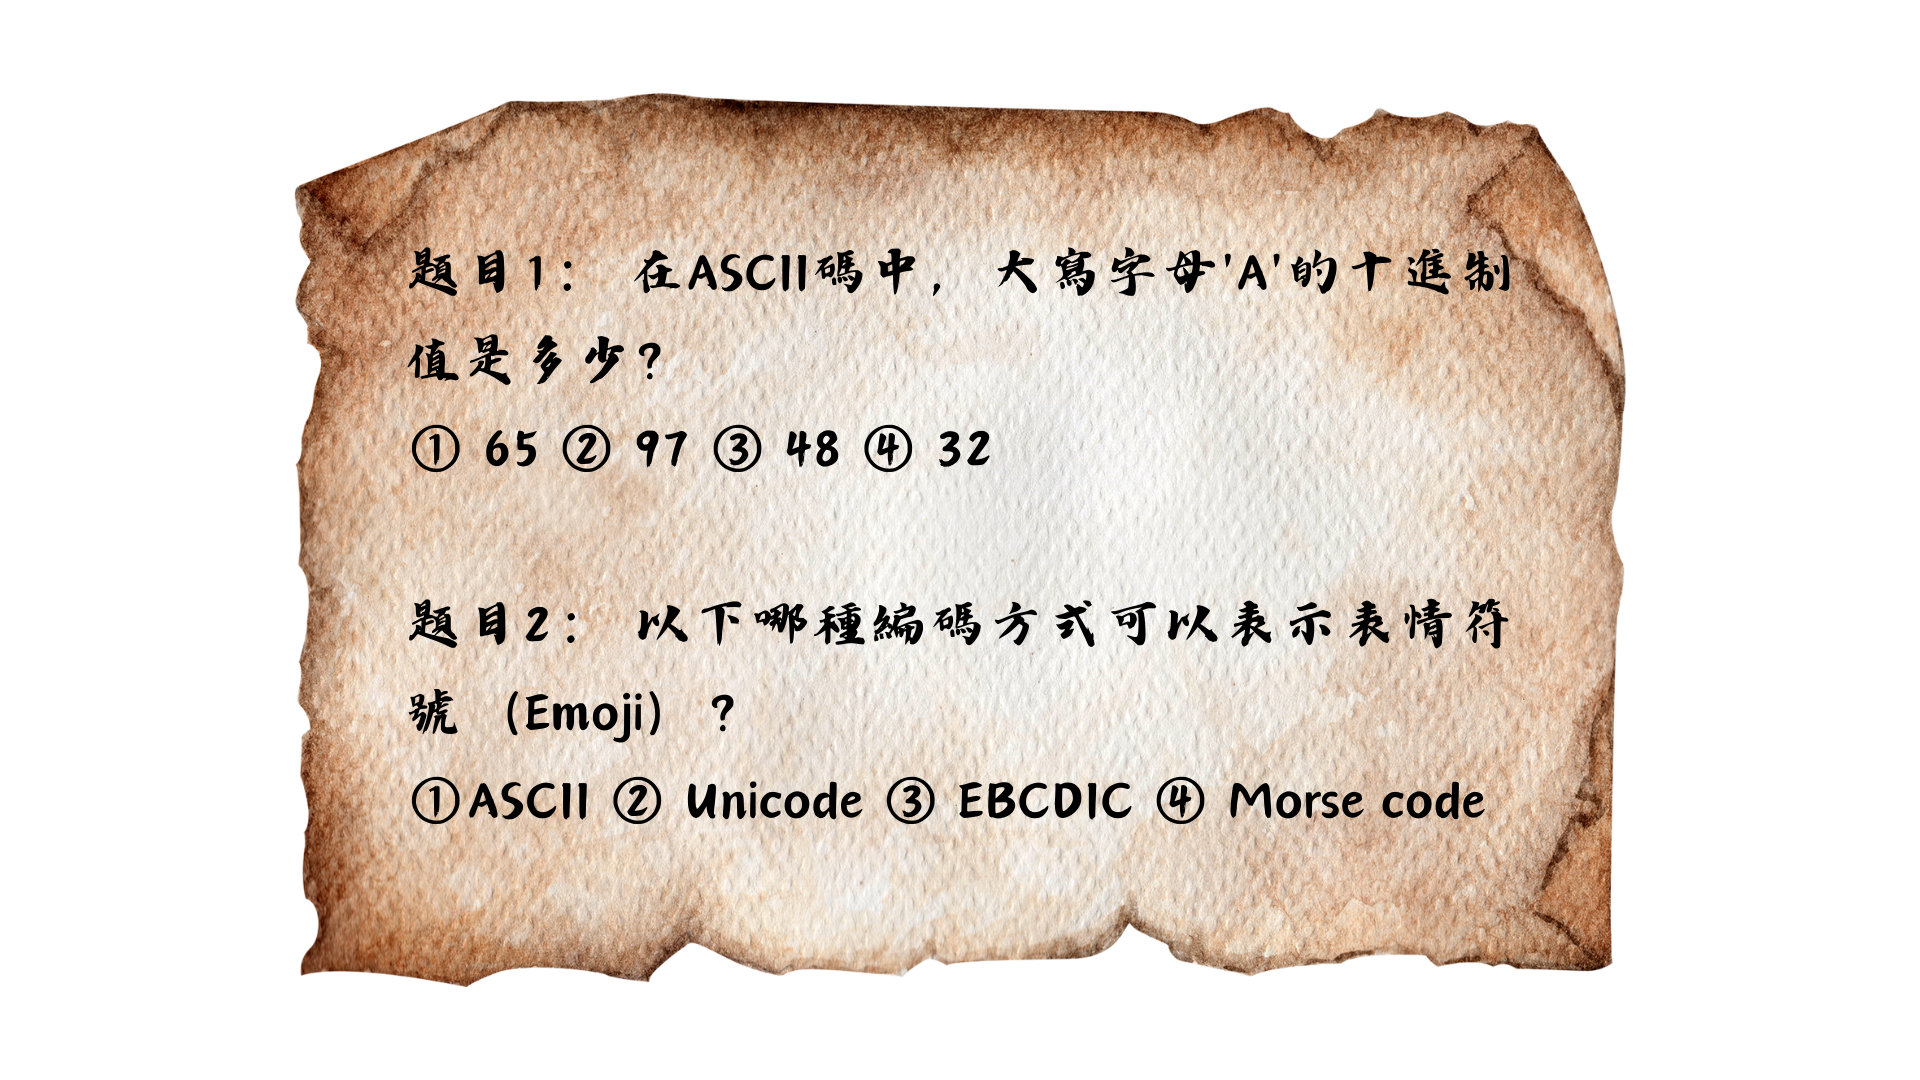 題目1： 在ASCII碼中， 大寫字母'A'的十進制
值是多少?
① 65 ② 97 ③ 48 ④ 32
題目2： 以下哪種編碼方式可以表示表情符
號 （Emoji） ?
①ASCII ② Unicode ③ EBCDIC ④ Morse code